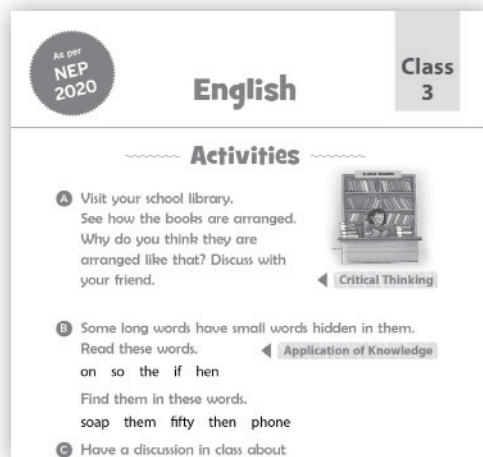 As per
NEP
2020
English
Class
3
Activities
A Visit your school library.
See how the books are arranged.
Why do you think they are
arranged like that? Discuss with
your friend.
Critical Thinking
B Some long words have small words hidden in them.
Read these words.
Application of Knowledge
on so the if hen
Find them in these words.
soap them fifty then phone
C Have a discussion in class about